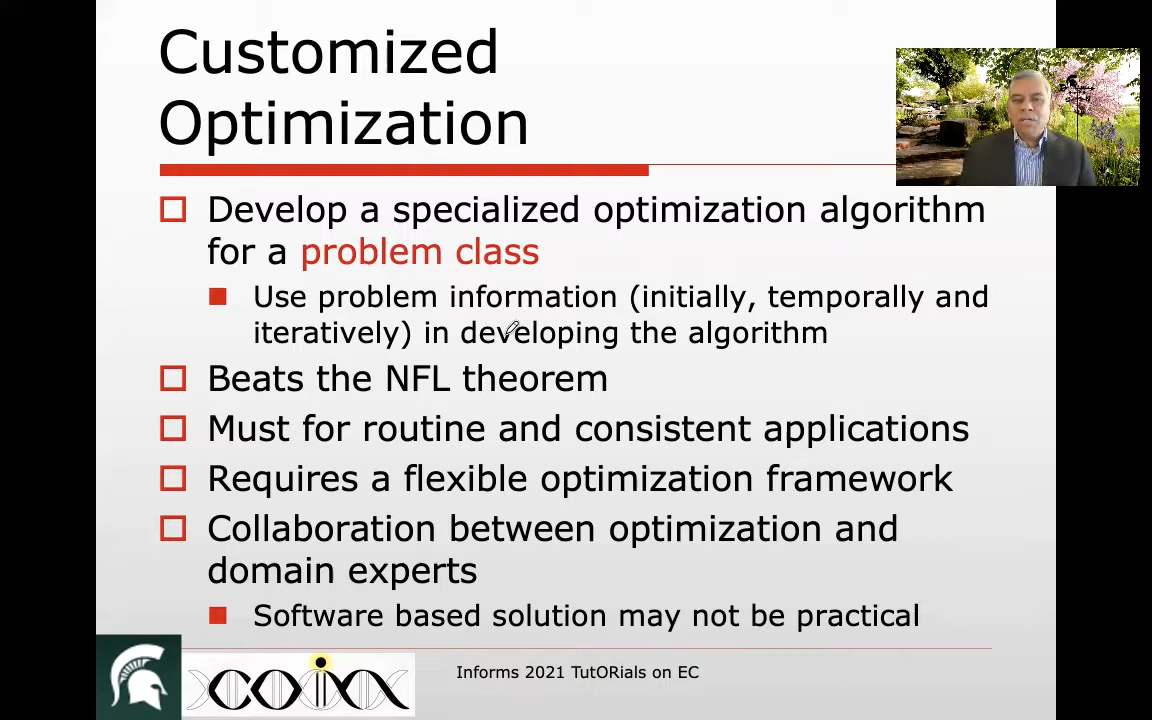 Customized
Optimization
Develop a specialized optimization algorithm
for a problem class
Use problem information (initially, temporally and
iteratively) in developing the algorithm
Beats the NFL theorem
Must for routine and consistent applications
Requires a flexible optimization framework
Collaboration between optimization and
domain experts
Software based solution may not be practical
COIN
Informs 2021 TutORials on EC